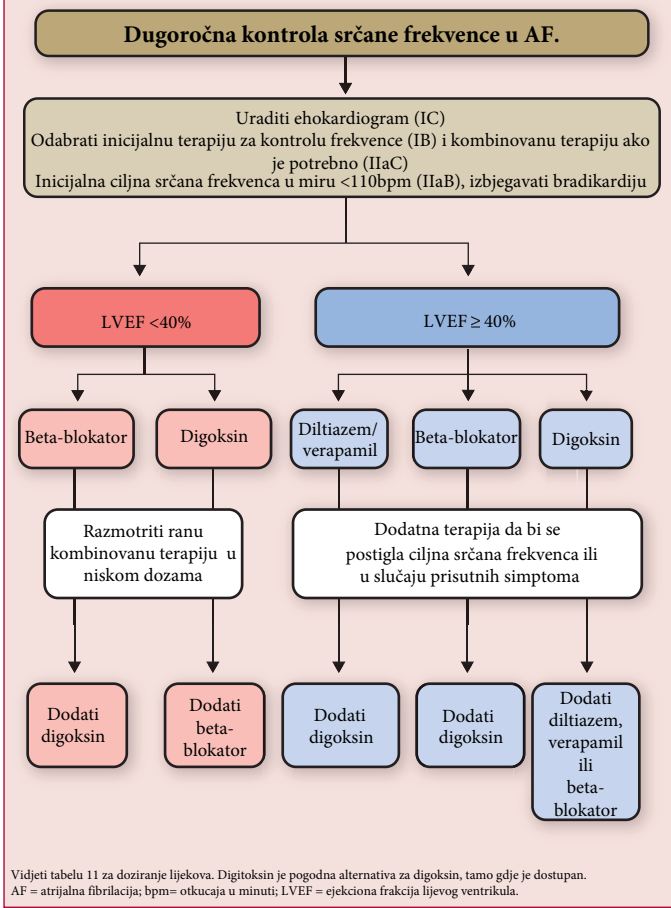 Dugoročna kontrola srčane frekvence u AF.
Uraditi ehokardiogram (IC)
Odabrati inicijalnu terapiju za kontrolu frekvence (IB) i kombinovanu terapiju ako
je potrebno (IIaC)
Inicijalna ciljna srčana frekvenca u miru <110bpm (IIaB), izbjegavati bradikardiju
LVEF <40%
LVEF ≥ 40%
Beta-blokator
Digoksin
Diltiazem/
verapamil
Beta-blokator
Digoksin
Razmotriti ranu
kombinovanu terapiju u
niskom dozama
Dodatna terapija da bi se
postigla ciljna srčana frekvenca ili
u slučaju prisutnih simptoma
Dodati
digoksin
Dodati
beta-
blokator
Dodati
digoksin
Dodati
digoksin
Dodati
diltiazem,
verapamil
ili
beta-
blokator
Vidjeti tabelu 11 za doziranje lijekova. Digitoksin je pogodna alternativa za digoksin, tamo gdje je dostupan.
AF = atrijalna fibrilacija; bpm= otkucaja u minuti; LVEF = ejekciona frakcija lijevog ventrikula.